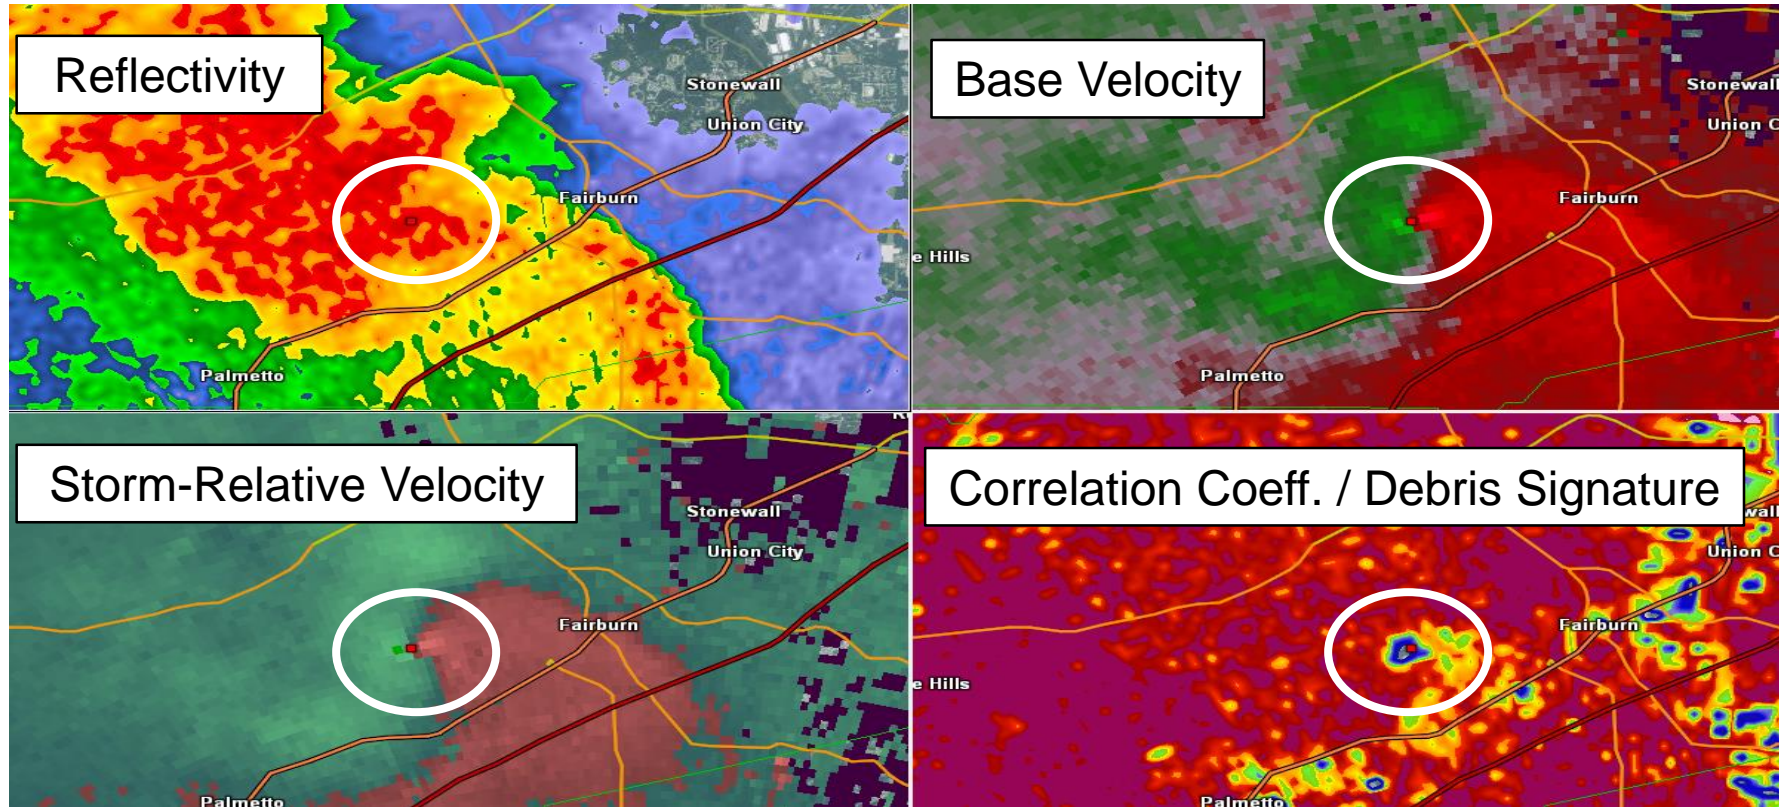 Reflectivity
Stonewall
Union City
Fairburn
Palmetto
Base Velocity
Stonewall
Union C
Fairburn
e Hills
Palmetto
Storm-Relative Velocity
Stonewall
Union City
Fairburn
Palmetto
Correlation Coeff. / Debris Signature
wall
Union C
Fairburn
e Hills
Palmetto